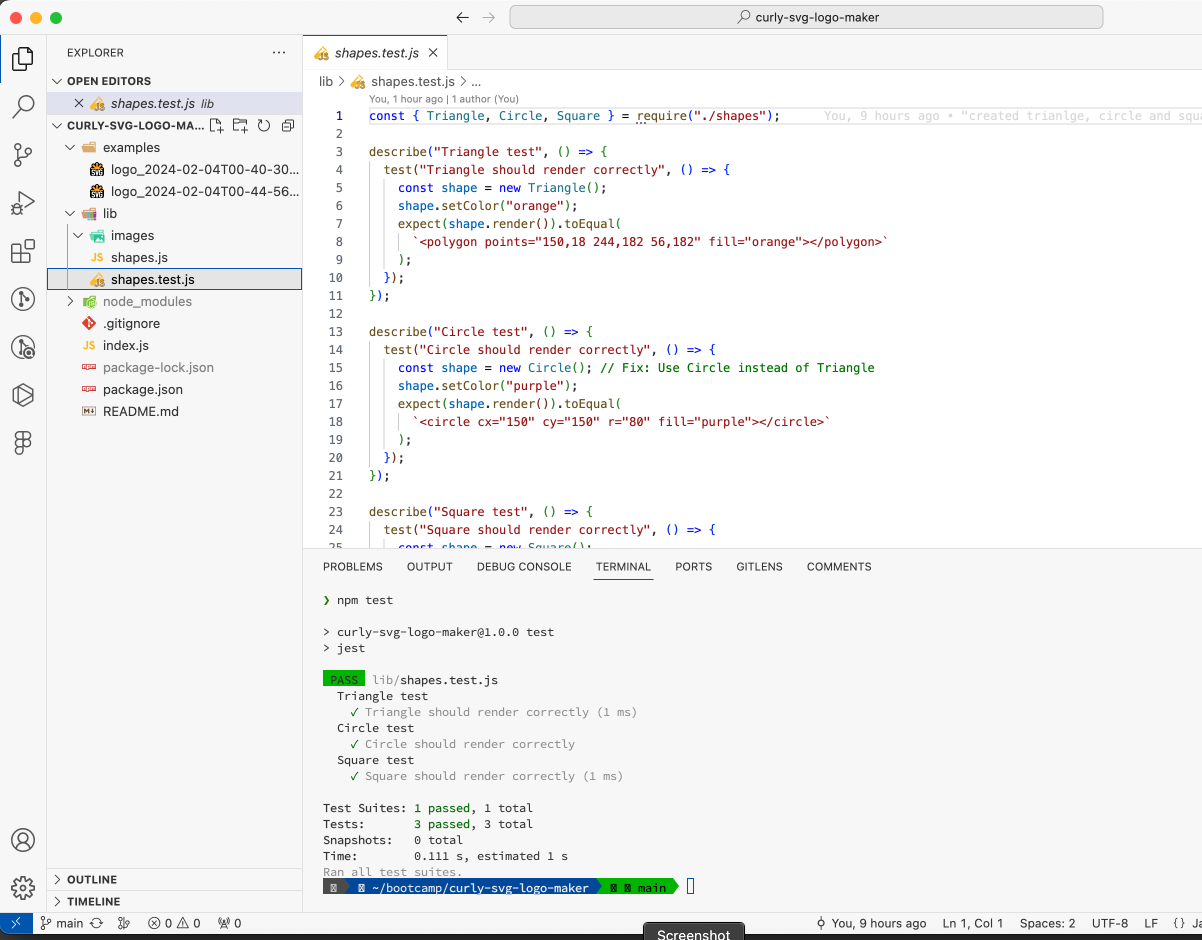 curly-svg-logo-maker
EXPLORER
OPEN EDITORS
shapes.test.js lib
CURLY-SVG-LOGO-MA...
examples
logo_2024-02-04T00-40-30...
logo_2024-02-04T00-44-56...
lib
images
JS shapes.js
shapes.test.js
node_modules
.gitignore
JS index.js
package-lock.json
package.json
README.md
OUTLINE
TIMELINE
shapes.test.js
lib > shapes.test.js > ...
You, 1 hour ago | 1 author (You)
1 const { Triangle, Circle, Square } = require("./shapes"); You, 9 hours ago • "created trianlge, circle and squa
2
3 describe("Triangle test", () => {
4 test("Triangle should render correctly", () => {
5 const shape = new Triangle();
6 shape.setColor("orange");
7 expect(shape.render()).toEqual(
8 `<polygon points="150,18 244,182 56,182" fill="orange"></polygon>`
9 );
10 });
11 });
12
13 describe("Circle test", () => {
14 test("Circle should render correctly", () => {
15 const shape = new Circle(); // Fix: Use Circle instead of Triangle
16 shape.setColor("purple");
17 expect(shape.render()).toEqual(
18 `<circle cx="150" cy="150" r="80" fill="purple"></circle>`
19 );
20 });
21 });
22
23 describe("Square test", () => {
24 test("Square should render correctly", () => {
25 const shape = new Square();
PROBLEMS OUTPUT DEBUG CONSOLE TERMINAL PORTS GITLENS COMMENTS
❯ npm test
> curly-svg-logo-maker@1.0.0 test
> jest
PASS lib/shapes.test.js
Triangle test
✓ Triangle should render correctly (1 ms)
Circle test
✓ Circle should render correctly
Square test
✓ Square should render correctly (1 ms)
Test Suites: 1 passed, 1 total
Tests: 3 passed, 3 total
Snapshots: 0 total
Time: 0.111 s, estimated 1 s
Ran all test suites.
~/bootcamp/curly-svg-logo-maker main
main 0 0 0 You, 9 hours ago Ln 1, Col 1 Spaces: 2 UTF-8 LF {} Ja
Screenshot